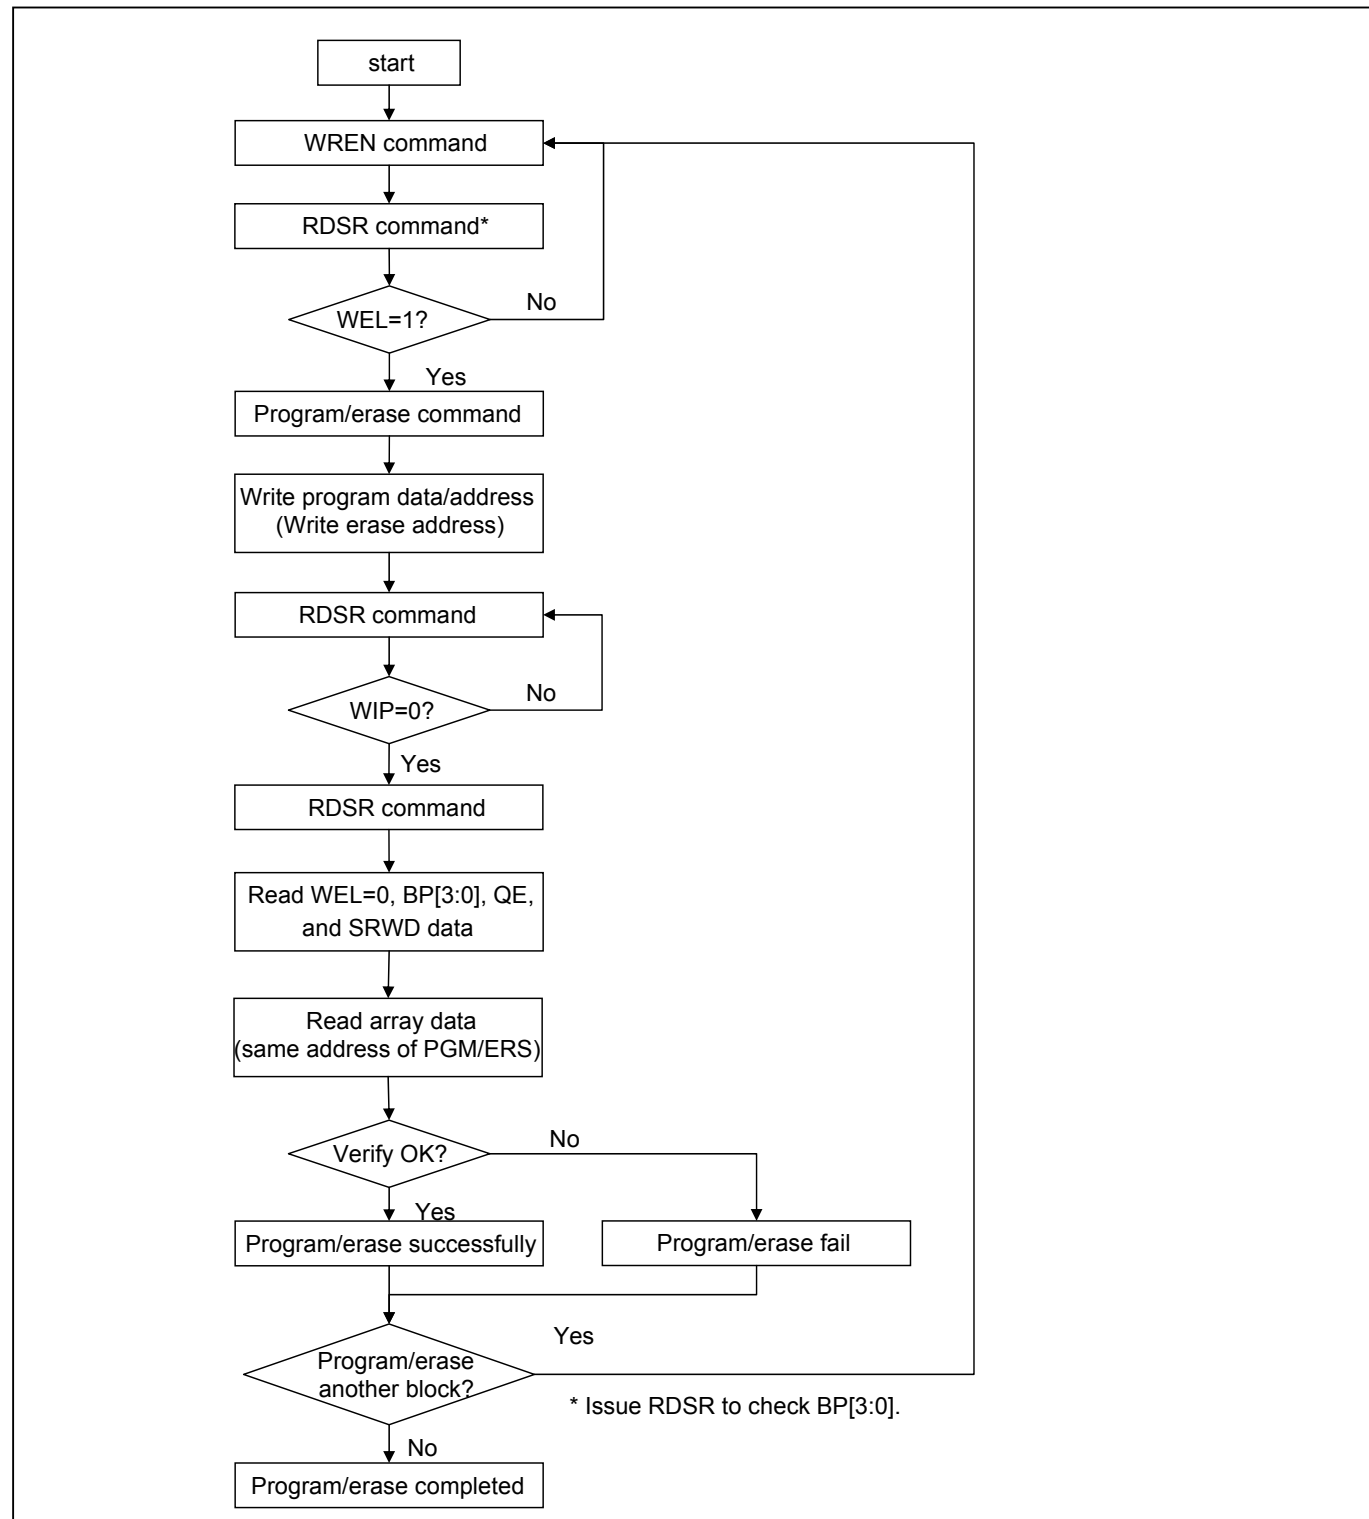 start
WREN command
RDSR command*
No
WEL=1?
Yes
Program/erase command
Write program data/address
(Write erase address)
RDSR command
No
WIP=0?
Yes
RDSR command
Read WEL=0, BP[3:0], QE,
and SRWD data
Read array data
(same address of PGM/ERS)
No
Verify OK?
Yes
Program/erase successfully
Program/erase fail
Yes
Program/erase
another block?
* Issue RDSR to check BP[3:0].
No
Program/erase completed